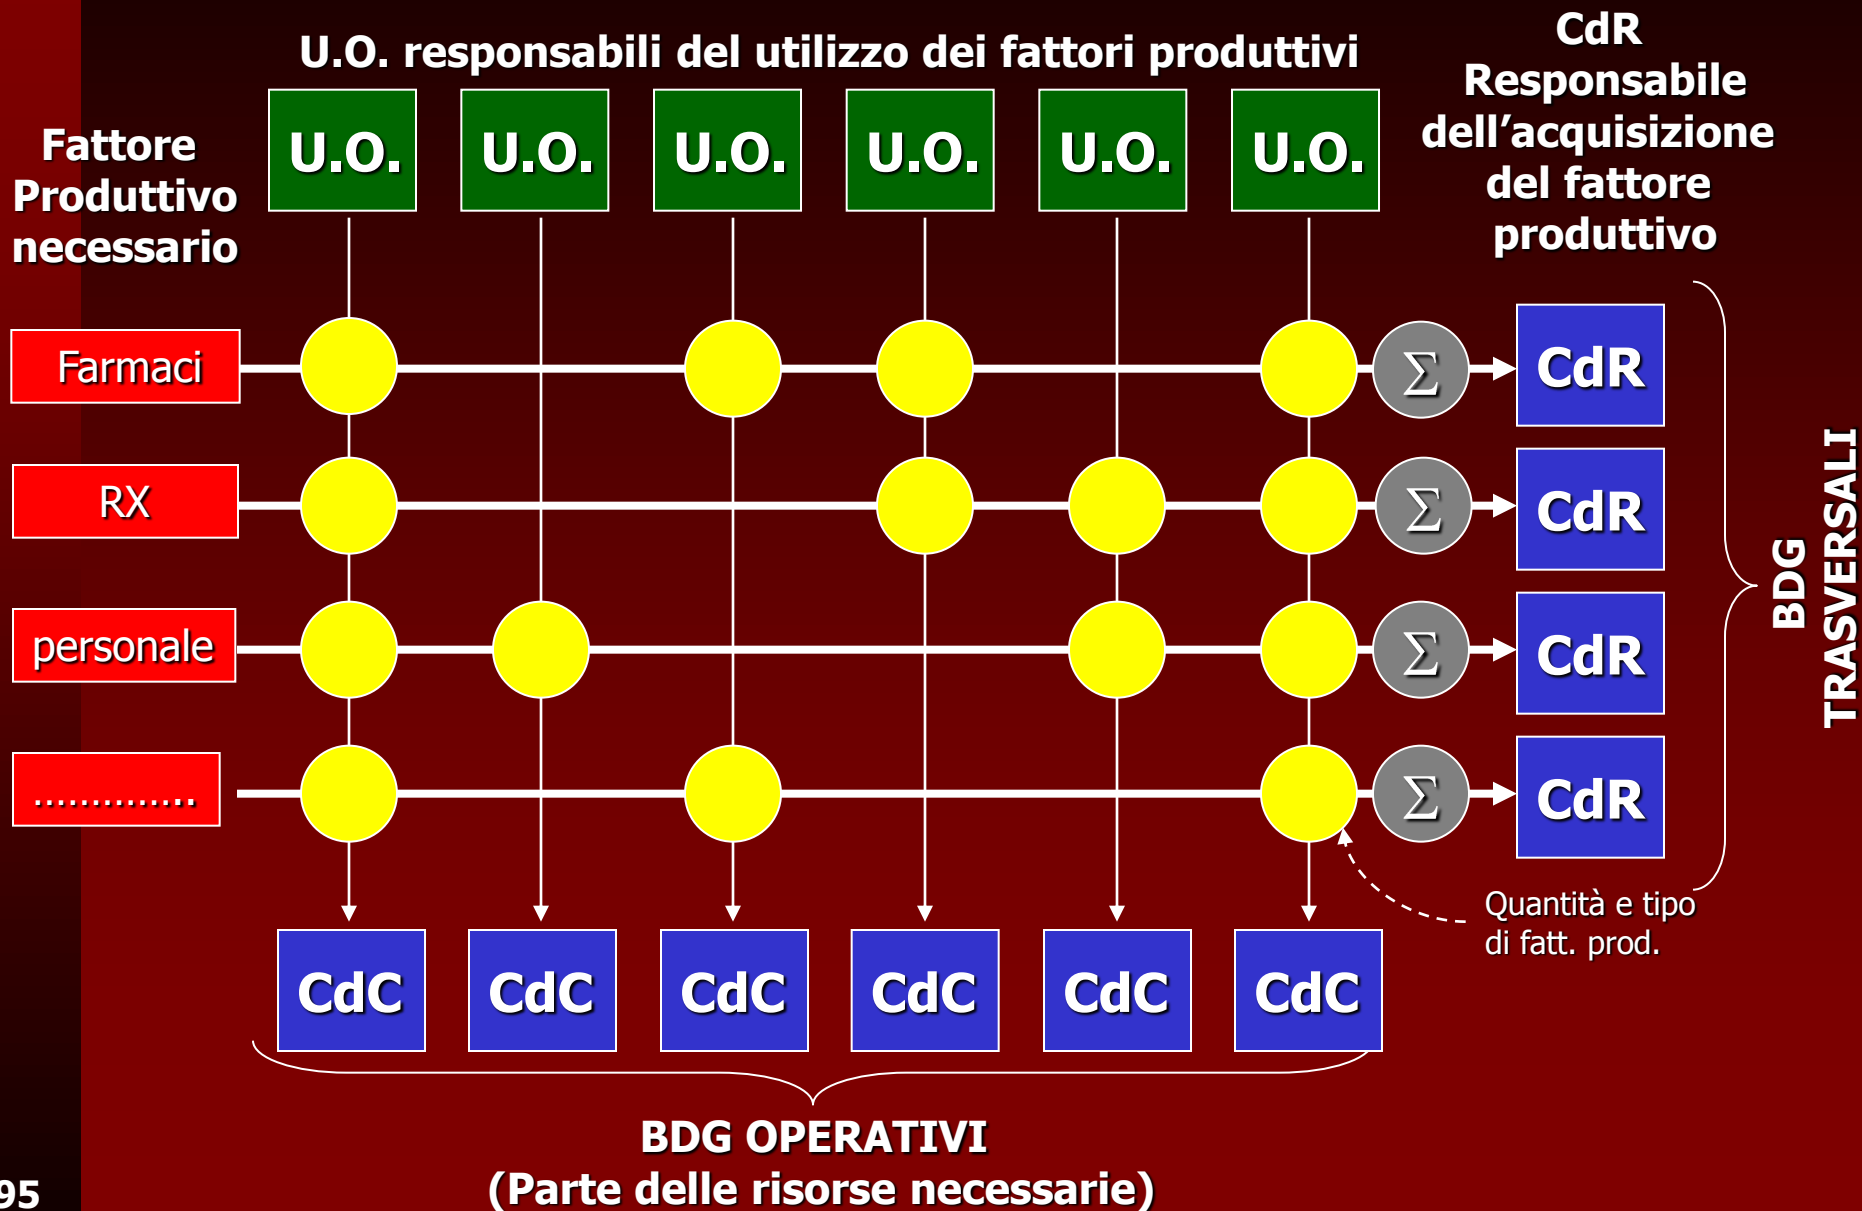 U.O. responsabili del utilizzo dei fattori produttivi
CdR
Responsabile
dell’acquisizione
del fattore
produttivo
Fattore
Produttivo
necessario
U.O. U.O. U.O. U.O. U.O. U.O.
Farmaci Σ CdR
RX Σ CdR
personale Σ CdR
.............. Σ CdR
BDG
TRASVERSALI
Quantità e tipo
di fatt. prod.
CdC CdC CdC CdC CdC CdC
BDG OPERATIVI
(Parte delle risorse necessarie)
95